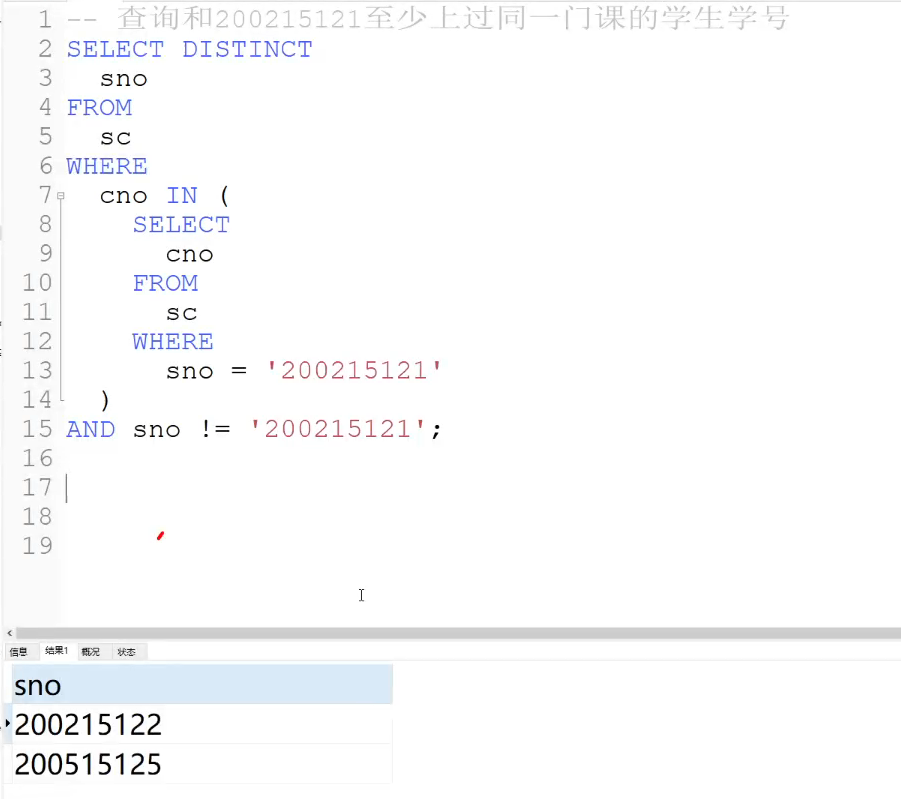 1 -- 查询和200215121至少上过同一门课的学生学号
2 SELECT DISTINCT
3 sno
4 FROM
5 sc
6 WHERE
7 cno IN (
8 SELECT
9 cno
10 FROM
11 sc
12 WHERE
13 sno = '200215121'
14 )
15 AND sno != '200215121';
16
17
18
19
信息 结果1 概况 状态
sno
200215122
200515125